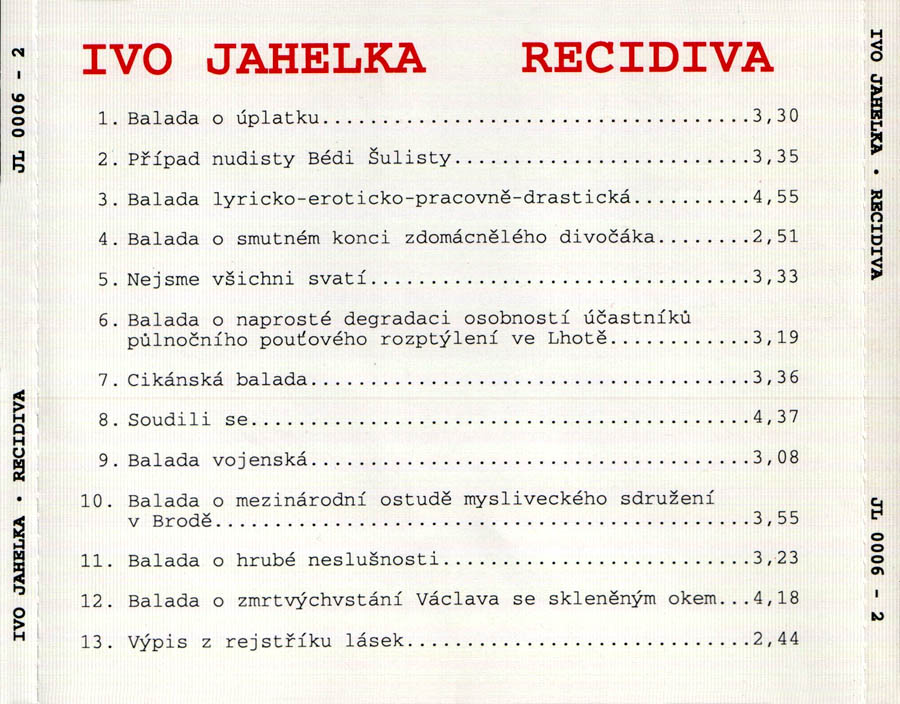 IVO JAHELKA RECIDIVA
1. Balada o úplatku....................................3,30
2. Případ nudisty Bédi Šulisty.........................3,35
3. Balada lyricko-eroticko-pracovně-drastická..........4,55
4. Balada o smutném konci zdomácnělého divočáka........2,51
5. Nejsme všichni svatí................................3,33
6. Balada o naprosté degradaci osobností účastníků
půlnočního pouťového rozptýlení ve Lhotě............3,19
7. Cikánská balada.....................................3,36
8. Soudili se..........................................4,37
9. Balada vojenská.....................................3,08
10. Balada o mezinárodní ostudě mysliveckého sdružení
v Brodě.............................................3,55
11. Balada o hrubé neslušnosti..........................3,23
12. Balada o zmrtvýchvstání Václava se skleněným okem...4,18
13. Výpis z rejstříku lásek.............................2,44
IVO JAHELKA • RECIDIVA JL 0006 - 2
IVO JAHELKA • RECIDIVA JL 0006 - 2